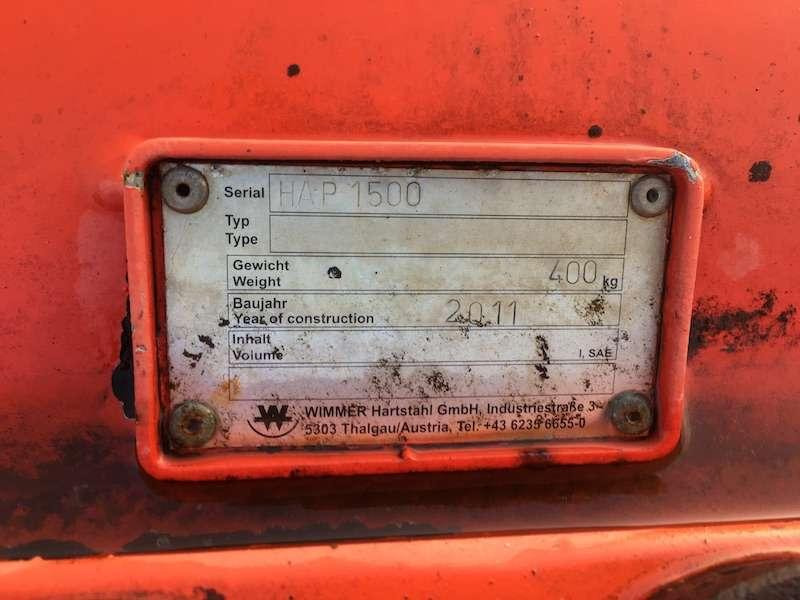 Serial HAP 1500
Typ
Type
Gewicht
Weight 400 kg
Baujahr
Year of construction 2011
Inhalt
Volume l, SAE
WIMMER Hartstahl GmbH, Industriestraße 3
5303 Thalgau/Austria, Tel. +43 6235 6655-0